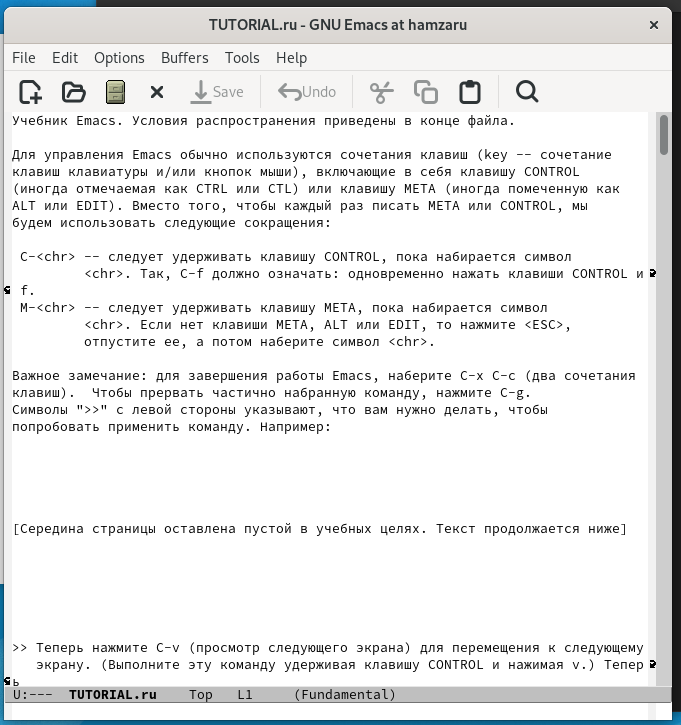 TUTORIAL.ru - GNU Emacs at hamzaru
File Edit Options Buffers Tools Help
Save Undo
Учебник Emacs. Условия распространения приведены в конце файла.
Для управления Emacs обычно используются сочетания клавиш (key -- сочетание
клавиш клавиатуры и/или кнопок мыши), включающие в себя клавишу CONTROL
(иногда отмечаемая как CTRL или CTL) или клавишу META (иногда помеченную как
ALT или EDIT). Вместо того, чтобы каждый раз писать META или CONTROL, мы
будем использовать следующие сокращения:
C-<chr> -- следует удерживать клавишу CONTROL, пока набирается символ
<chr>. Так, C-f должно означать: одновременно нажать клавиши CONTROL и
f.
M-<chr> -- следует удерживать клавишу META, пока набирается символ
<chr>. Если нет клавиши META, ALT или EDIT, то нажмите <ESC>,
отпустите ее, а потом наберите символ <chr>.
Важное замечание: для завершения работы Emacs, наберите C-x C-c (два сочетания
клавиш).  Чтобы прервать частично набранную команду, нажмите C-g.
Символы ">>" с левой стороны указывают, что вам нужно делать, чтобы
попробовать применить команду. Например:
[Середина страницы оставлена пустой в учебных целях. Текст продолжается ниже]
>> Теперь нажмите C-v (просмотр следующего экрана) для перемещения к следующему
экрану. (Выполните эту команду удерживая клавишу CONTROL и нажимая v.) Тепер
ь
U:--- TUTORIAL.ru Top L1 (Fundamental)